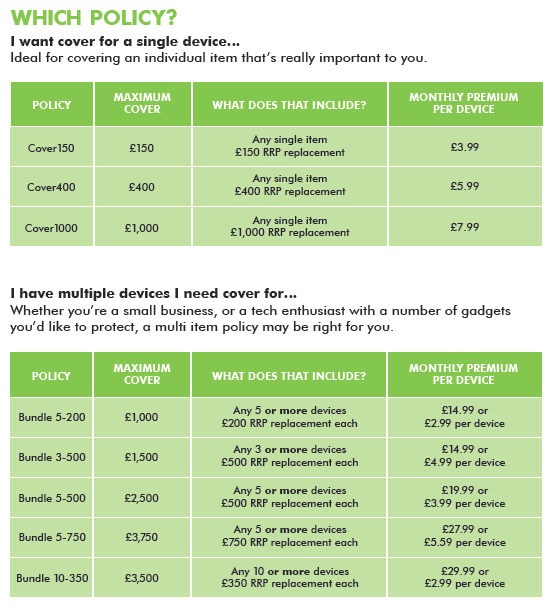 WHICH POLICY?
I want cover for a single device...
Ideal for covering an individual item that's really important to you.
POLICY
MAXIMUM
COVER
WHAT DOES THAT INCLUDE?
MONTHLY PREMIUM
PER DEVICE
Cover150
£150
Any single item
£150 RRP replacement
£3.99
Cover400
£400
Any single item
£400 RRP replacement
£5.99
Cover1000
£1,000
Any single item
£1,000 RRP replacement
£7.99
I have multiple devices I need cover for...
Whether you're a small business, or a tech enthusiast with a number of gadgets
you'd like to protect, a multi item policy may be right for you.
POLICY
MAXIMUM
COVER
WHAT DOES THAT INCLUDE?
MONTHLY PREMIUM
PER DEVICE
Bundle 5-200
£1,000
Any 5 or more devices
£200 RRP replacement each
£14.99 or
£2.99 per device
Bundle 3-500
£1,500
Any 3 or more devices
£500 RRP replacement each
£14.99 or
£4.99 per device
Bundle 5-500
£2,500
Any 5 or more devices
£500 RRP replacement each
£19.99 or
£3.99 per device
Bundle 5-750
£3,750
Any 5 or more devices
£750 RRP replacement each
£27.99 or
£5.59 per device
Bundle 10-350
£3,500
Any 10 or more devices
£350 RRP replacement each
£29.99 or
£2.99 per device